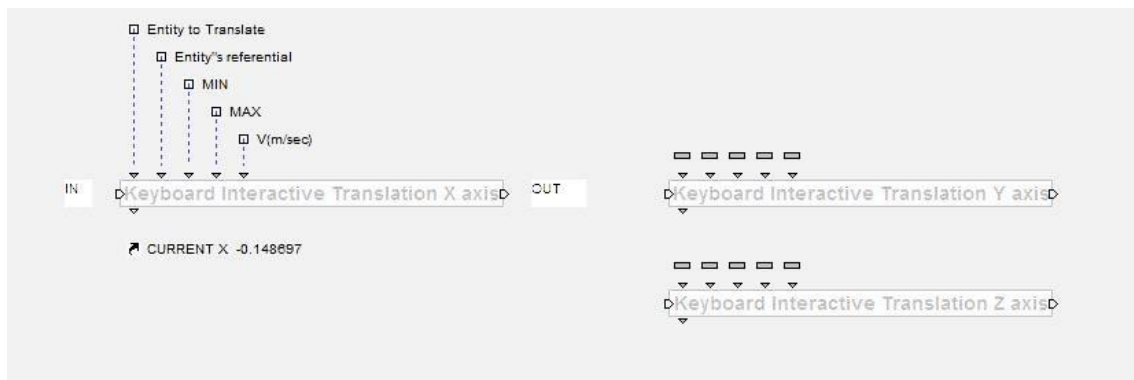 Entity to Translate
Entity"s referential
MIN
MAX
V(m/sec)
IN
Keyboard Interactive Translation X axis
OUT
Keyboard Interactive Translation Y axis
CURRENT X -0.148697
Keyboard Interactive Translation Z axis